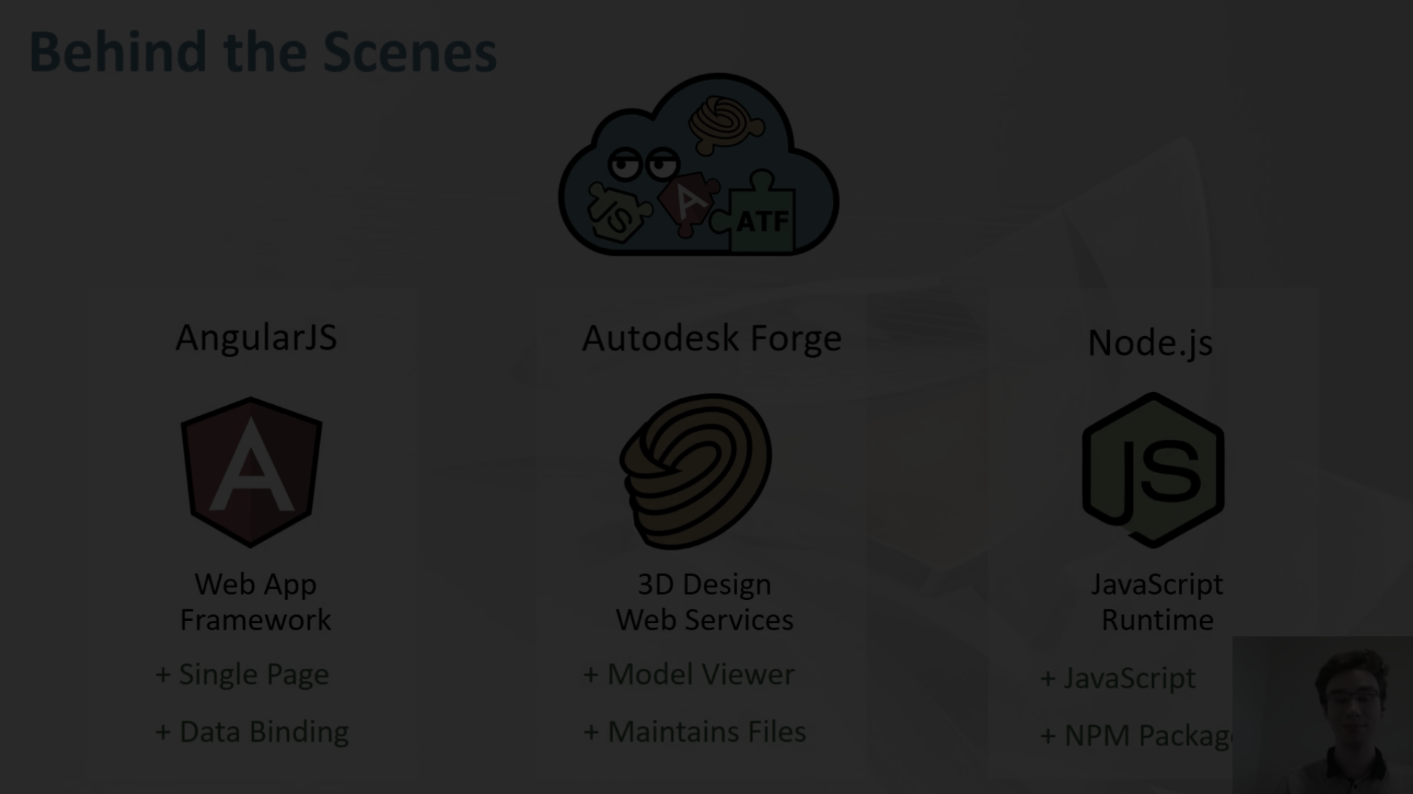 Behind the Scenes
JS
A
ATF
AngularJS
Autodesk Forge
Node.js
A
JS
Web App
Framework
3D Design
Web Services
JavaScript
Runtime
+ Single Page
+ Model Viewer
+ JavaScript
+ Data Binding
+ Maintains Files
+ NPM Packag